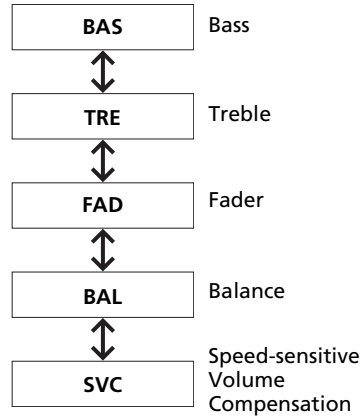 BAS Bass
TRE Treble
FAD Fader
BAL Balance
SVC Speed-sensitive
Volume
Compensation